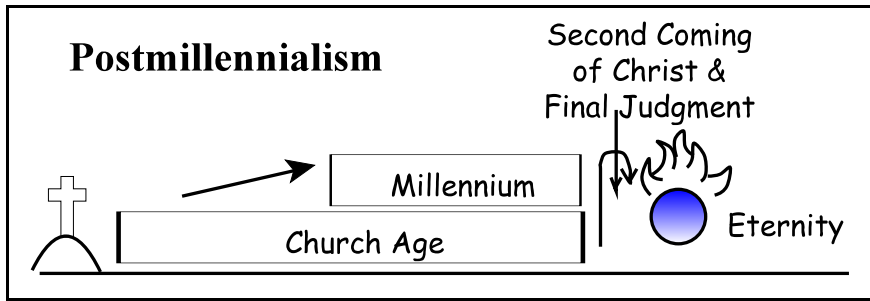 Postmillennialism
Second Coming
of Christ &
Final Judgment
Millennium
Church Age
Eternity